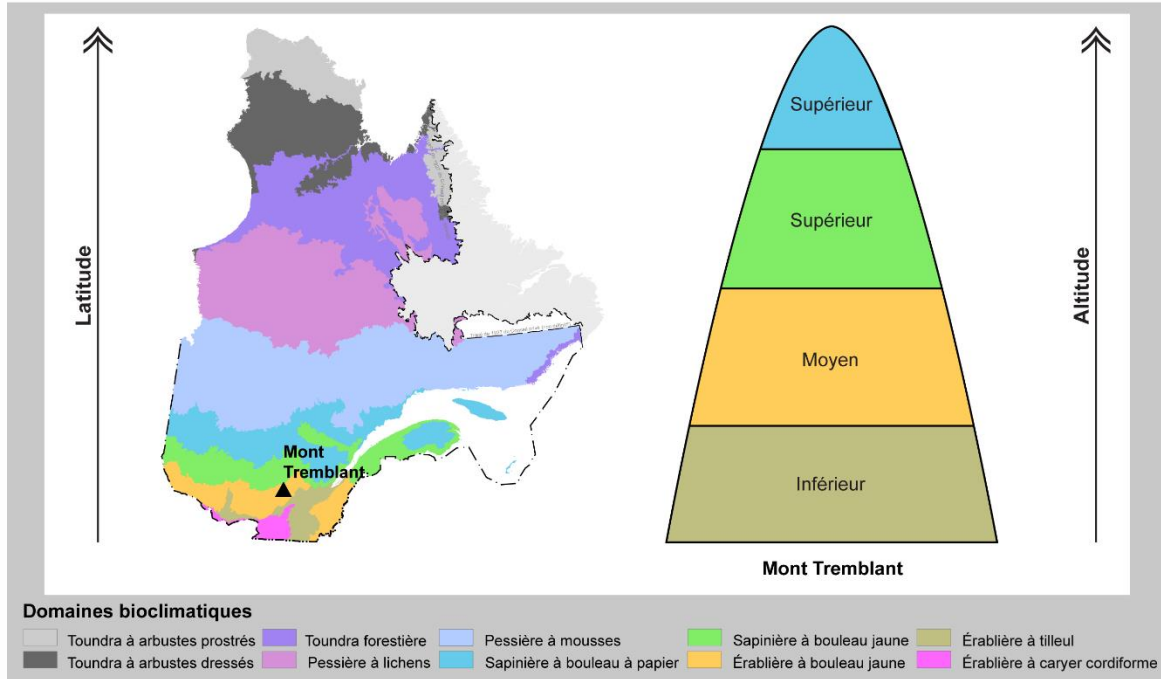 Latitude
Mont
Tremblant
Supérieur
Supérieur
Moyen
Inférieur
Mont Tremblant
Altitude
Domaines bioclimatiques
Toundra à arbustes prostrés
Toundra forestière
Pessière à mousses
Sapinière à bouleau jaune
Érablière à tilleul
Toundra à arbustes dressés
Pessière à lichens
Sapinière à bouleau à papier
Érablière à bouleau jaune
Érablière à caryer cordiforme